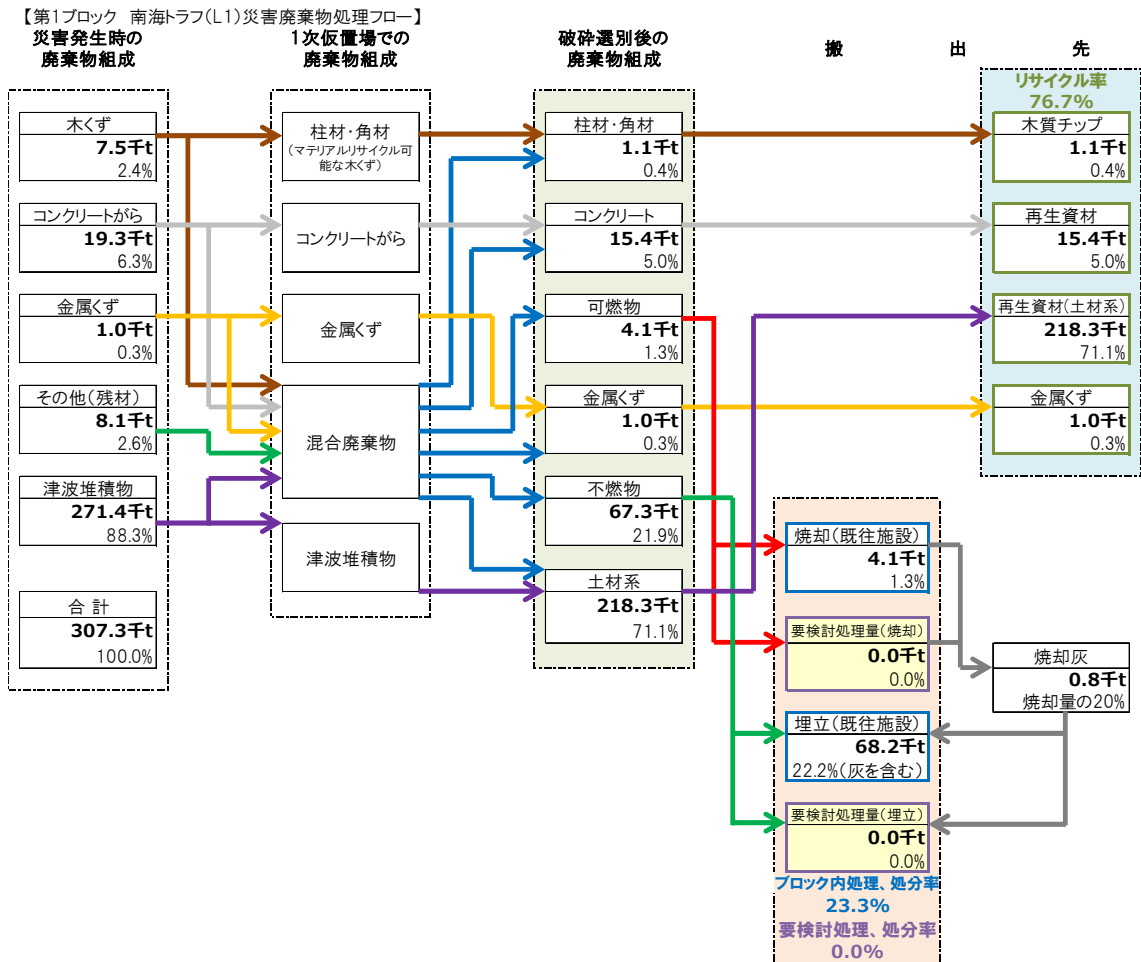 【第1ブロック 南海トラフ(L1)災害廃棄物処理フロー】
災害発生時の
廃棄物組成
1次仮置場での
廃棄物組成
破砕選別後の
廃棄物組成
搬 出 先
木くず
7.5千t
2.4%
コンクリートがら
19.3千t
6.3%
金属くず
1.0千t
0.3%
その他(残材)
8.1千t
2.6%
津波堆積物
271.4千t
88.3%
合 計
307.3千t
100.0%
柱材・角材
(マテリアルリサイクル可
能な木くず)
コンクリートがら
金属くず
混合廃棄物
津波堆積物
柱材・角材
1.1千t
0.4%
コンクリート
15.4千t
5.0%
可燃物
4.1千t
1.3%
金属くず
1.0千t
0.3%
不燃物
67.3千t
21.9%
土材系
218.3千t
71.1%
リサイクル率
76.7%
木質チップ
1.1千t
0.4%
再生資材
15.4千t
5.0%
再生資材(土材系)
218.3千t
71.1%
金属くず
1.0千t
0.3%
焼却(既往施設)
4.1千t
1.3%
要検討処理量(焼却)
0.0千t
0.0%
埋立(既往施設)
68.2千t
22.2%(灰を含む)
要検討処理量(埋立)
0.0千t
0.0%
ブロック内処理、処分率
23.3%
要検討処理、処分率
0.0%
焼却灰
0.8千t
焼却量の20%